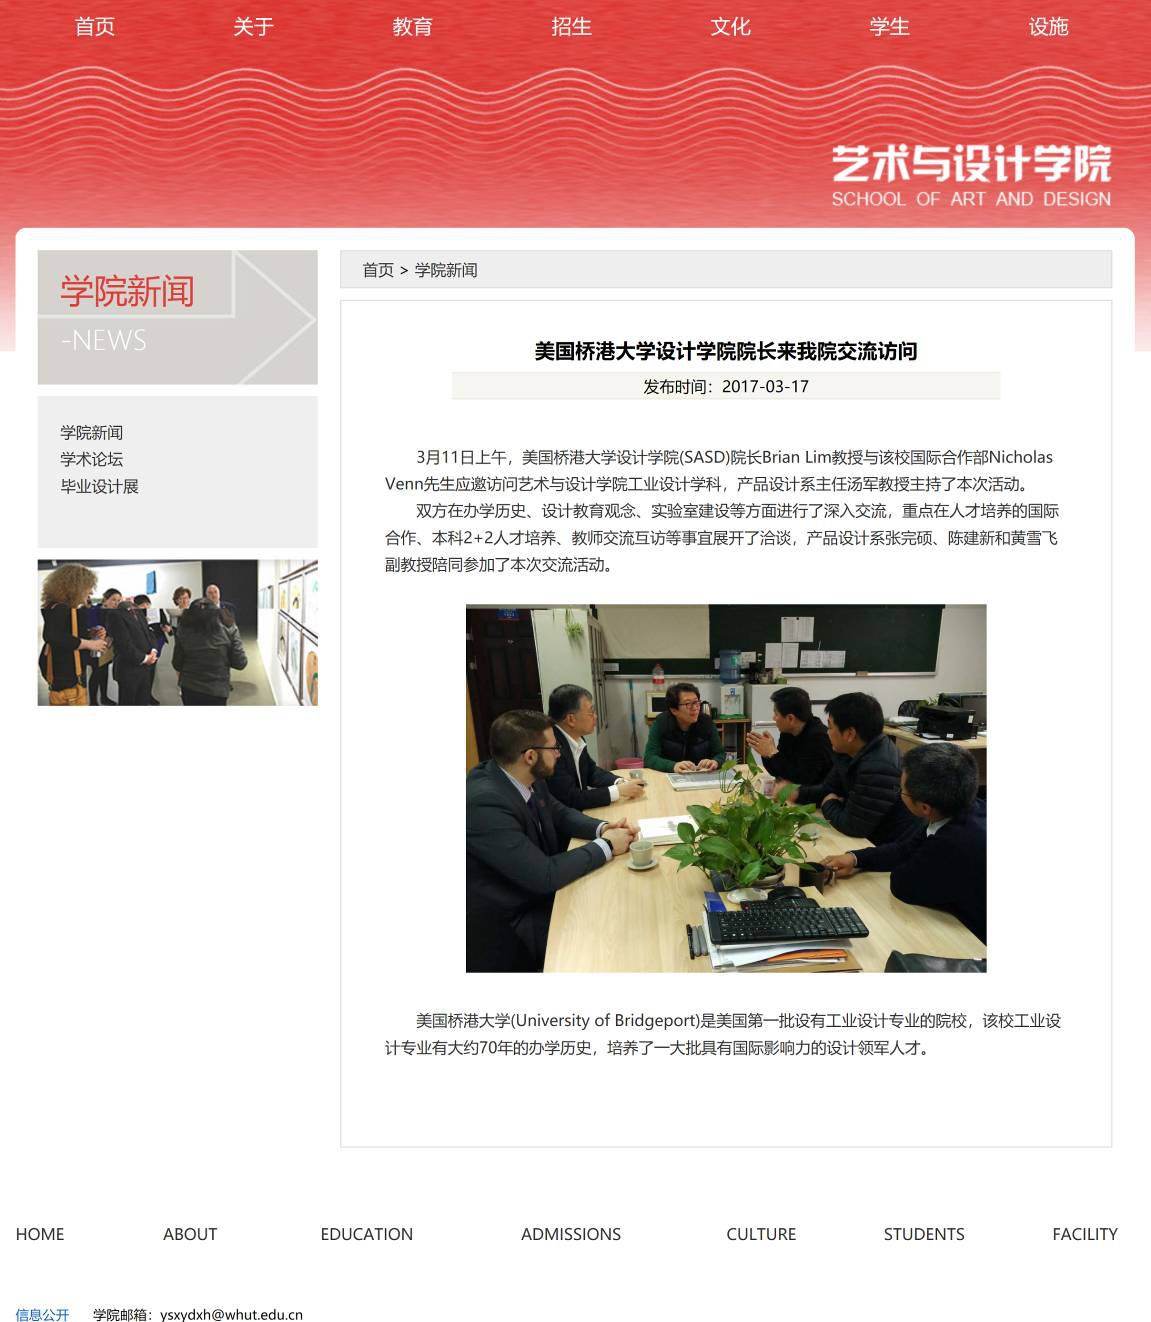 首页 关于 教育 招生 文化 学生 设施
艺术与设计学院
SCHOOL OF ART AND DESIGN
学院新闻
-NEWS
学院新闻
学术论坛
毕业设计展
首页 > 学院新闻
美国桥港大学设计学院院长来我院交流访问
发布时间：2017-03-17
3月11日上午，美国桥港大学设计学院(SASD)院长Brian Lim教授与该校国际合作部Nicholas
Venn先生应邀访问艺术与设计学院工业设计学科，产品设计系主任汤军教授主持了本次活动。
双方在办学历史、设计教育观念、实验室建设等方面进行了深入交流，重点在人才培养的国际
合作、本科2+2人才培养、教师交流互访等事宜展开了洽谈，产品设计系张完硕、陈建新和黄雪飞
副教授陪同参加了本次交流活动。
美国桥港大学(University of Bridgeport)是美国第一批设有工业设计专业的院校，该校工业设
计专业有大约70年的办学历史，培养了一大批具有国际影响力的设计领军人才。
HOME ABOUT EDUCATION ADMISSIONS CULTURE STUDENTS FACILITY
信息公开 学院邮箱：ysxydxh@whut.edu.cn